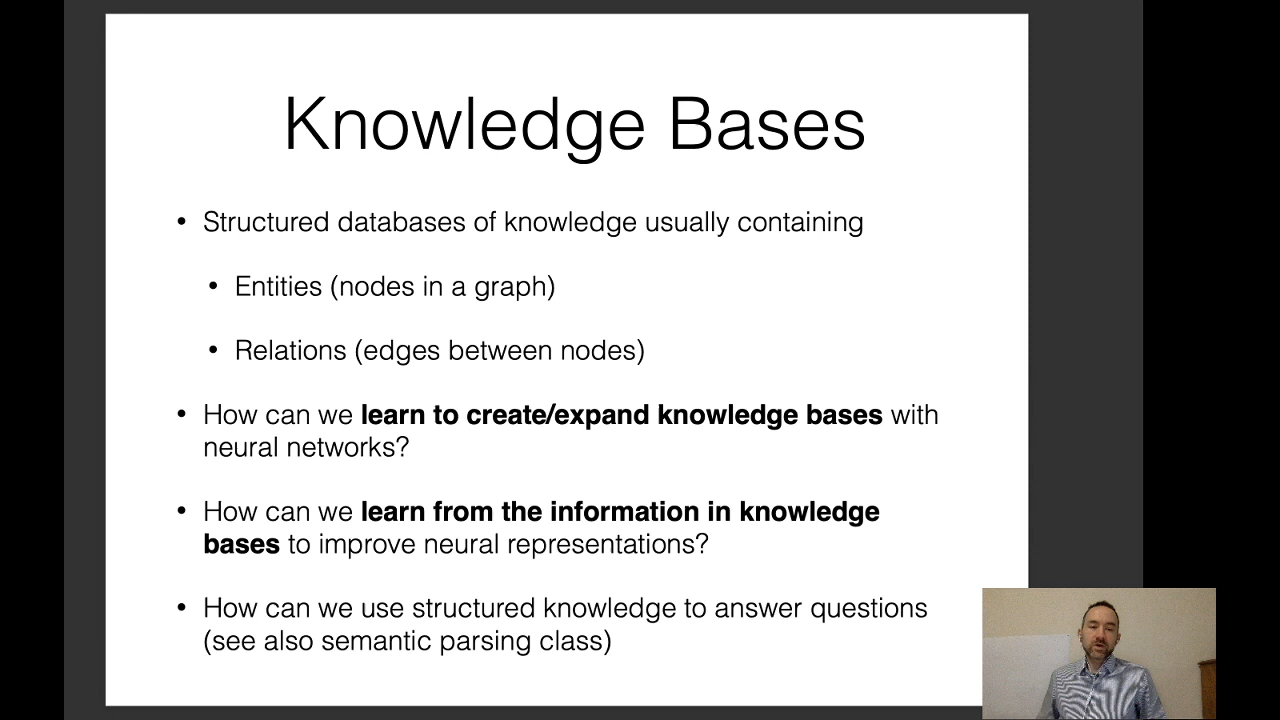 Knowledge Bases
• Structured databases of knowledge usually containing
• Entities (nodes in a graph)
• Relations (edges between nodes)
• How can we learn to create/expand knowledge bases with
neural networks?
• How can we learn from the information in knowledge
bases to improve neural representations?
• How can we use structured knowledge to answer questions
(see also semantic parsing class)